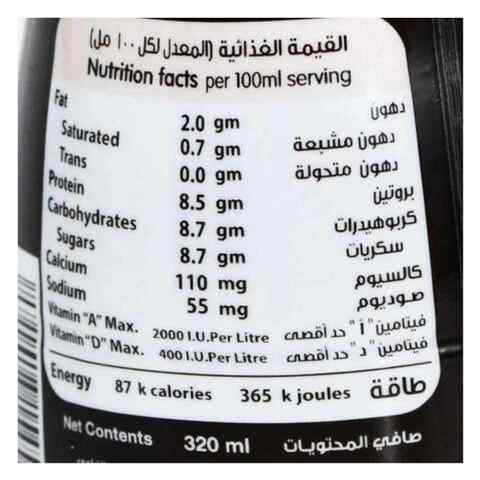 القيمة الغذائية (المعدل لكل ١٠٠ مل)
Nutrition facts per 100ml serving
Fat 2.0 gm دهون
Saturated 0.7 gm دهون مشبعة
Trans 0.0 gm دهون متحولة
Protein 8.5 gm بروتين
Carbohydrates 8.7 gm كربوهيدرات
Sugars 8.7 gm سكريات
Calcium 110 mg كالسيوم
Sodium 55 mg صوديوم
Vitamin "A" Max. 2000 I.U.Per Litre فيتامين "أ" حد أقصى
Vitamin "D" Max. 400 I.U.Per Litre فيتامين "د" حد أقصى
Energy 87 k calories 365 k joules طاقة
Net Contents 320 ml صافي المحتويات